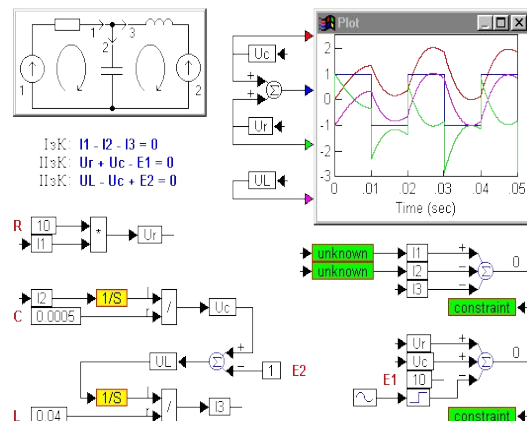 Plot
1
2
3
1
2
Uc
+
+
Σ
Ur
UL
2
1
0
-1
-2
-3
0
.01
.02
.03
.04
.05
Time (sec)
IзК: I1 - I2 - I3 = 0
IIзК: Ur + Uc - E1 = 0
IIзК: UL - Uc + E2 = 0
R
10
I1
*
Ur
unknown
I1
+
unknown
I2
−
Σ
0
I3
−
constraint
I2
1/S
l
/
Uc
C
0.0005
r
UL
Σ
+
−
1
E2
1/S
l
/
I3
L
0.04
r
Ur
+
Uc
+
Σ
0
E1
10
−
constraint